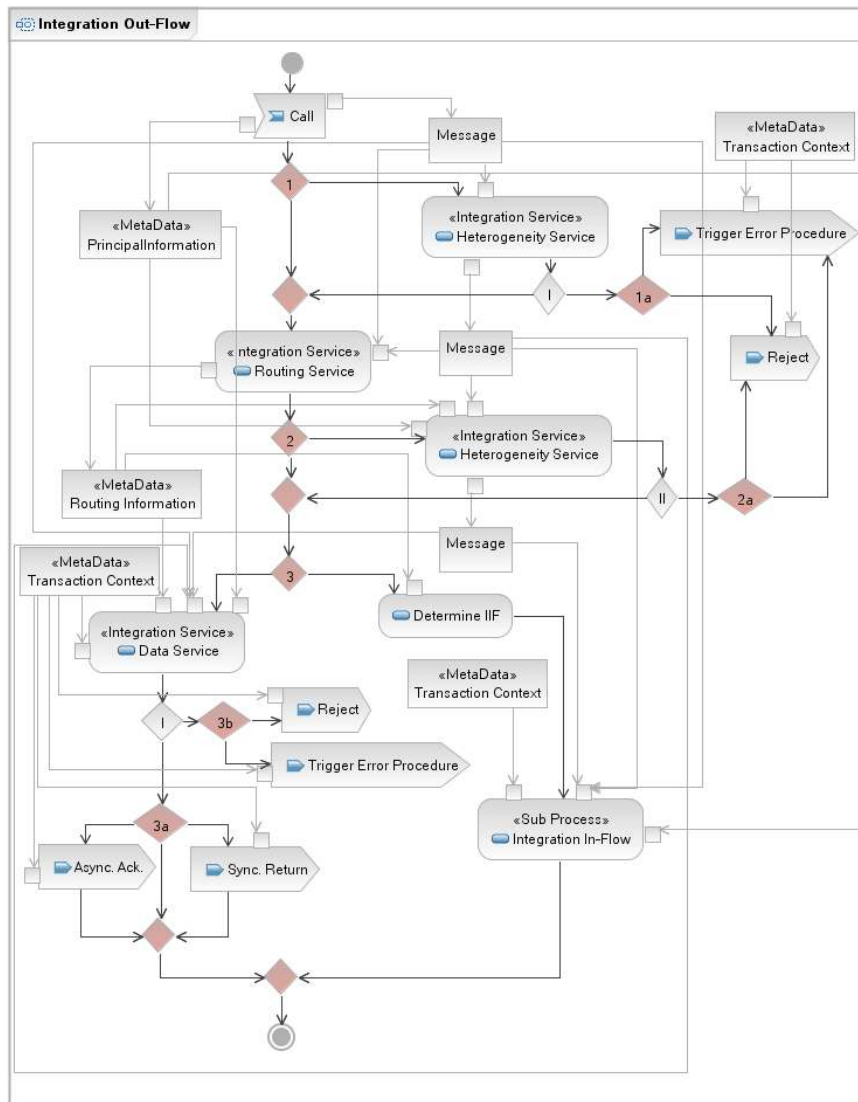 Integration Out-Flow
Call
Message
«MetaData»
Transaction Context
1
«MetaData»
PrincipalInformation
«Integration Service»
Heterogeneity Service
Trigger Error Procedure
I
1a
« ntegration Service»
Routing Service
Message
Reject
2
«Integration Service»
Heterogeneity Service
«MetaData»
Routing Information
II
2a
Message
«MetaData»
Transaction Context
3
Determine IIF
«Integration Service»
Data Service
«MetaData»
Transaction Context
I
3b
Reject
Trigger Error Procedure
3a
«Sub Process»
Integration In-Flow
Async. Ack.
Sync. Return